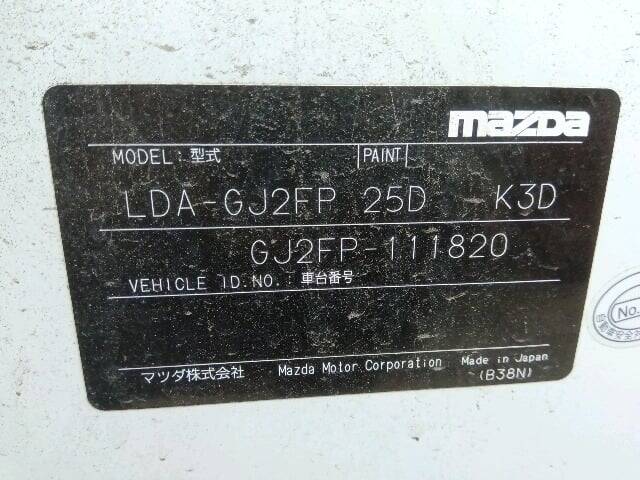 mazda
MODEL: 型式 PAINT
LDA-GJ2FP 25D K3D
GJ2FP-111820
VEHICLE ID.NO.: 車台番号
マツダ株式会社 Mazda Motor Corporation Made in Japan
(B38N)
No.